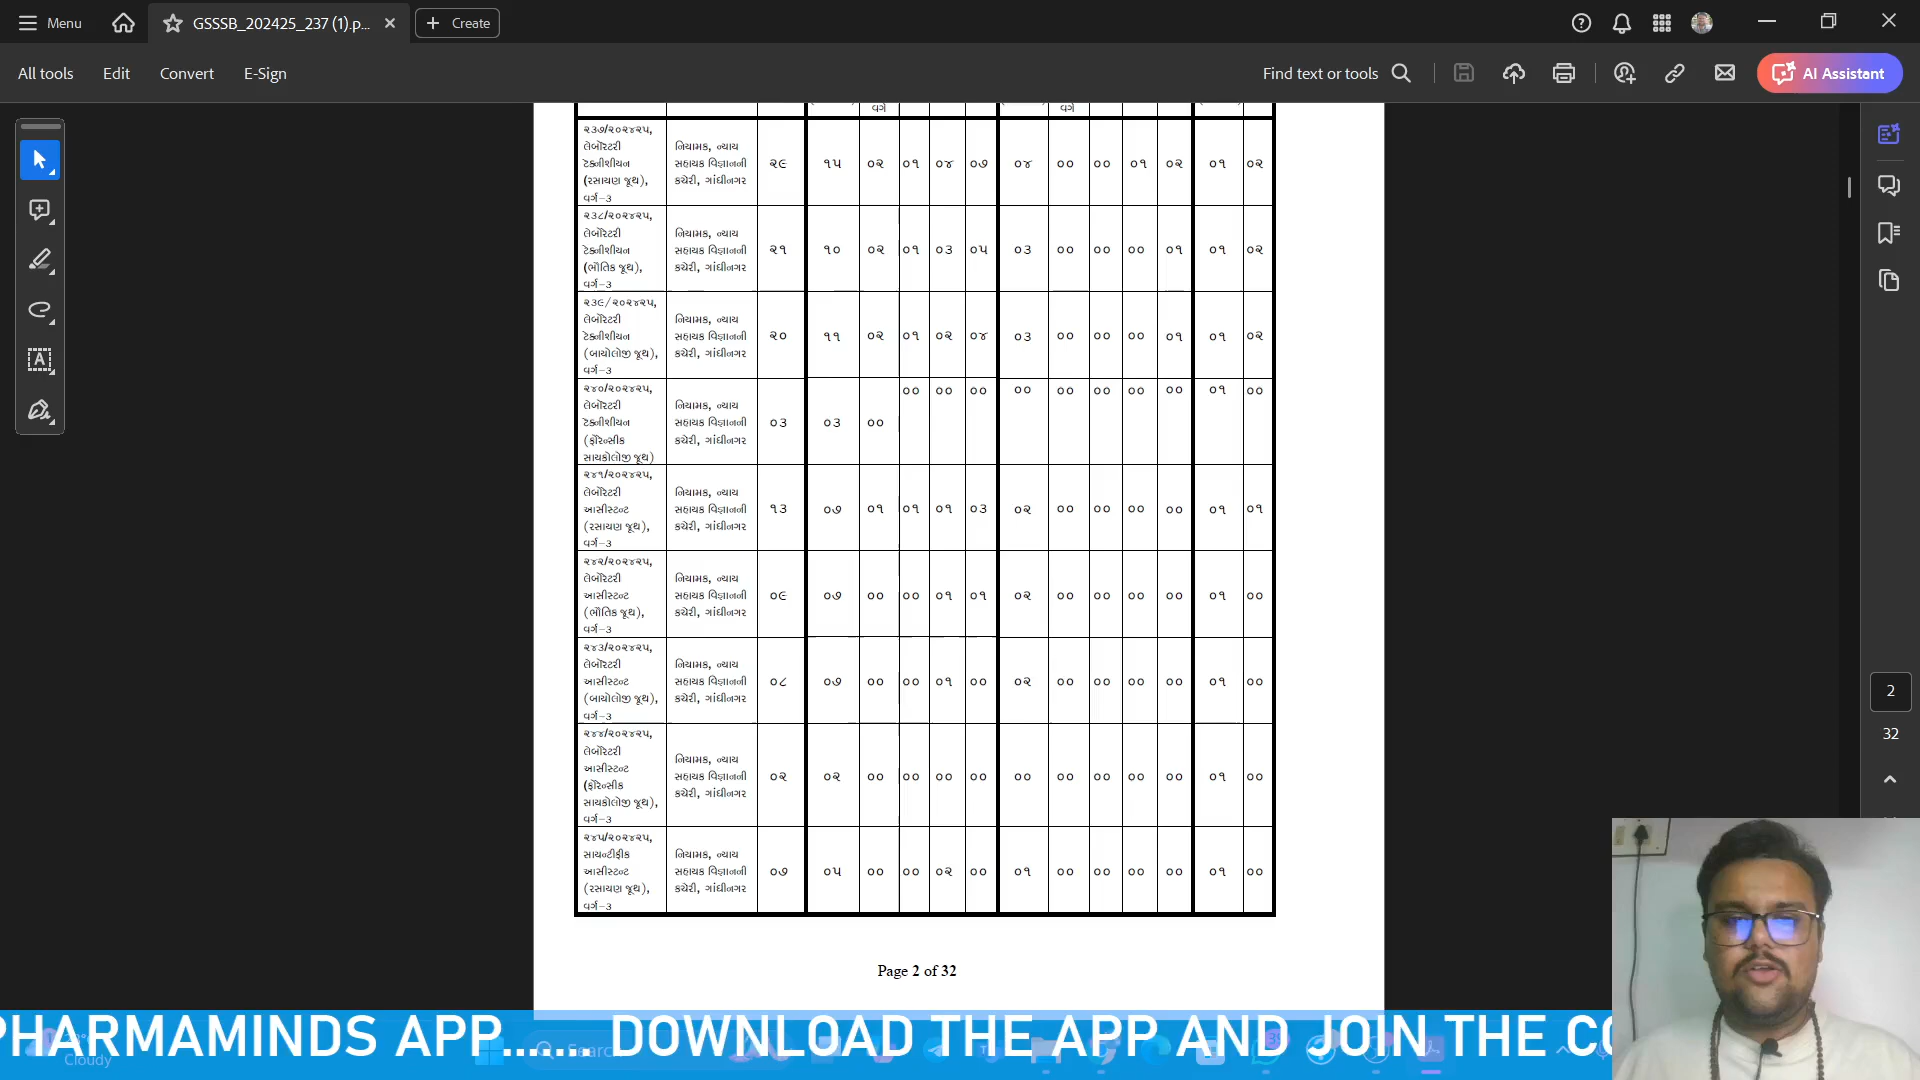 Menu
GSSSB_202425_237 (1).p...
Create
All tools
Edit
Convert
E-Sign
Find text or tools
AI Assistant
વર્ગ વર્ગ
૨૩૭/૨૦૨૪૨૫,
લેબોરેટરી
ટેક્નીશીયન
(રસાયણ જૂથ),
વર્ગ-૩
નિયામક, ન્યાય
સહાયક વિજ્ઞાનની
કચેરી, ગાંધીનગર
૨૯ ૧૫ ૦૨ ૦૧ ૦૪ ૦૭ ૦૪ ૦૦ ૦૦ ૦૧ ૦૨ ૦૧ ૦૨
૨૩૮/૨૦૨૪૨૫,
લેબોરેટરી
ટેક્નીશીયન
(ભૌતિક જૂથ),
વર્ગ-૩
નિયામક, ન્યાય
સહાયક વિજ્ઞાનની
કચેરી, ગાંધીનગર
૨૧ ૧૦ ૦૨ ૦૧ ૦૩ ૦૫ ૦૩ ૦૦ ૦૦ ૦૦ ૦૧ ૦૧ ૦૨
૨૩૯/૨૦૨૪૨૫,
લેબોરેટરી
ટેક્નીશીયન
(બાયોલોજી જૂથ),
વર્ગ-૩
નિયામક, ન્યાય
સહાયક વિજ્ઞાનની
કચેરી, ગાંધીનગર
૨૦ ૧૧ ૦૨ ૦૧ ૦૨ ૦૪ ૦૩ ૦૦ ૦૦ ૦૦ ૦૧ ૦૧ ૦૨
૨૪૦/૨૦૨૪૨૫,
લેબોરેટરી
ટેક્નીશીયન
(ફોરેન્સીક
સાયકોલોજી જૂથ)
નિયામક, ન્યાય
સહાયક વિજ્ઞાનની
કચેરી, ગાંધીનગર
૦૩ ૦૩ ૦૦ ૦૦ ૦૦ ૦૦ ૦૦ ૦૦ ૦૦ ૦૦ ૦૦ ૦૧ ૦૦
૨૪૧/૨૦૨૪૨૫,
લેબોરેટરી
આસીસ્ટન્ટ
(રસાયણ જૂથ),
વર્ગ-૩
નિયામક, ન્યાય
સહાયક વિજ્ઞાનની
કચેરી, ગાંધીનગર
૧૩ ૦૭ ૦૧ ૦૧ ૦૧ ૦૩ ૦૨ ૦૦ ૦૦ ૦૦ ૦૦ ૦૧ ૦૧
૨૪૨/૨૦૨૪૨૫,
લેબોરેટરી
આસીસ્ટન્ટ
(ભૌતિક જૂથ),
વર્ગ-૩
નિયામક, ન્યાય
સહાયક વિજ્ઞાનની
કચેરી, ગાંધીનગર
૦૯ ૦૭ ૦૦ ૦૦ ૦૧ ૦૧ ૦૨ ૦૦ ૦૦ ૦૦ ૦૦ ૦૧ ૦૦
૨૪૩/૨૦૨૪૨૫,
લેબોરેટરી
આસીસ્ટન્ટ
(બાયોલોજી જૂથ),
વર્ગ-૩
નિયામક, ન્યાય
સહાયક વિજ્ઞાનની
કચેરી, ગાંધીનગર
૦૮ ૦૭ ૦૦ ૦૦ ૦૧ ૦૦ ૦૨ ૦૦ ૦૦ ૦૦ ૦૦ ૦૧ ૦૦
૨૪૪/૨૦૨૪૨૫,
લેબોરેટરી
આસીસ્ટન્ટ
(ફોરેન્સીક
સાયકોલોજી જૂથ),
વર્ગ-૩
નિયામક, ન્યાય
સહાયક વિજ્ઞાનની
કચેરી, ગાંધીનગર
૦૨ ૦૨ ૦૦ ૦૦ ૦૦ ૦૦ ૦૦ ૦૦ ૦૦ ૦૦ ૦૦ ૦૧ ૦૦
૨૪૫/૨૦૨૪૨૫,
સાયન્ટીફીક
આસીસ્ટન્ટ
(રસાયણ જૂથ),
વર્ગ-૩
નિયામક, ન્યાય
સહાયક વિજ્ઞાનની
કચેરી, ગાંધીનગર
૦૭ ૦૫ ૦૦ ૦૦ ૦૨ ૦૦ ૦૧ ૦૦ ૦૦ ૦૦ ૦૦ ૦૧ ૦૦
Page 2 of 32
2
32
PHARMAMINDS APP...... DOWNLOAD THE APP AND JOIN THE CO
Cloudy
Search